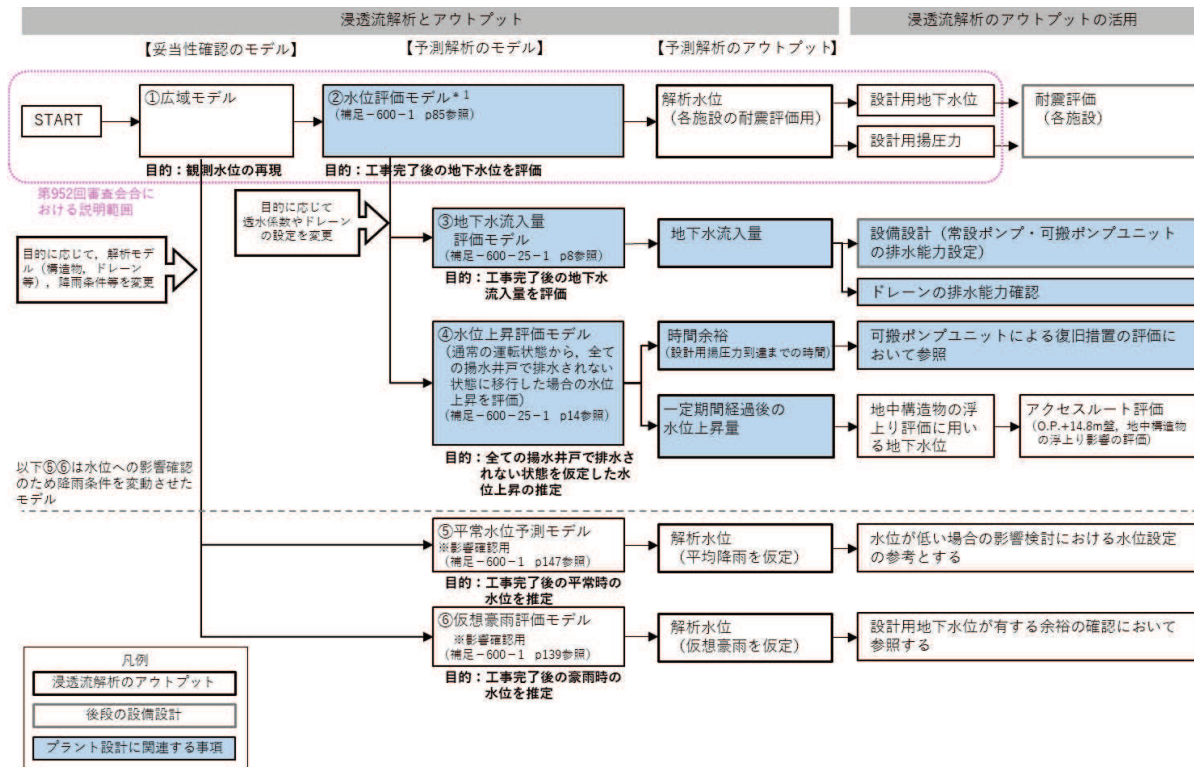 浸透流解析とアウトプット
浸透流解析のアウトプットの活用
【妥当性確認のモデル】
【予測解析のモデル】
【予測解析のアウトプット】
START
①広域モデル
目的：観測水位の再現
②水位評価モデル*1
(補足-600-1 p85参照)
目的：工事完了後の地下水位を評価
解析水位
(各施設の耐震評価用)
設計用地下水位
設計用揚圧力
耐震評価
(各施設)
第952回審査会合に
おける説明範囲
目的に応じて，解析モ
デル（構造物，ドレーン
等），降雨条件等を変更
目的に応じて
透水係数やドレーン
の設定を変更
③地下水流入量
評価モデル
(補足-600-25-1 p8参照)
目的：工事完了後の地下水
流入量を評価
地下水流入量
設備設計（常設ポンプ・可搬ポンプユニット
の排水能力設定）
ドレーンの排水能力確認
④水位上昇評価モデル
(通常の運転状態から，全て
の揚水井戸で排水されない
状態に移行した場合の水位
上昇を評価)
(補足-600-25-1 p14参照)
目的：全ての揚水井戸で排水さ
れない状態を仮定した水
位上昇の推定
時間余裕
(設計用揚圧力到達までの時間)
可搬ポンプユニットによる復旧措置の評価に
おいて参照
一定期間経過後の
水位上昇量
地中構造物の浮
上り評価に用い
る地下水位
アクセスルート評価
(O.P.+14.8m盤，地中構造物
の浮上り影響の評価)
以下⑤⑥は水位への影響確認
のため降雨条件を変動させた
モデル
⑤平常水位予測モデル
※影響確認用
(補足-600-1 p147参照)
目的：工事完了後の平常時の
水位を推定
解析水位
(平均降雨を仮定)
水位が低い場合の影響検討における水位設定
の参考とする
⑥仮想豪雨評価モデル
※影響確認用
(補足-600-1 p139参照)
目的：工事完了後の豪雨時の
水位を推定
解析水位
(仮想豪雨を仮定)
設計用地下水位が有する余裕の確認において
参照する
凡例
浸透流解析のアウトプット
後段の設備設計
プラント設計に関連する事項